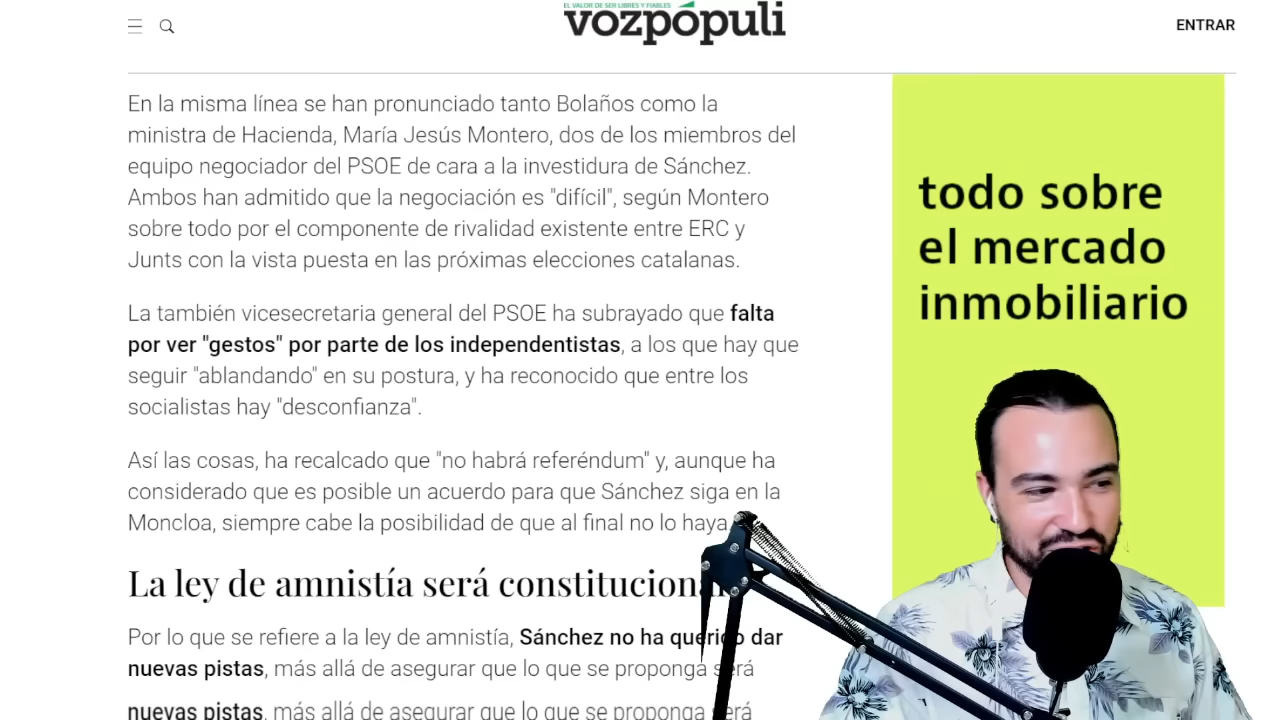 EL VALOR DE SER LIBRES Y FIABLES
vozpópuli
ENTRAR
En la misma línea se han pronunciado tanto Bolaños como la
ministra de Hacienda, María Jesús Montero, dos de los miembros del
equipo negociador del PSOE de cara a la investidura de Sánchez.
Ambos han admitido que la negociación es "difícil", según Montero
sobre todo por el componente de rivalidad existente entre ERC y
Junts con la vista puesta en las próximas elecciones catalanas.
La también vicesecretaria general del PSOE ha subrayado que falta
por ver "gestos" por parte de los independentistas, a los que hay que
seguir "ablandando" en su postura, y ha reconocido que entre los
socialistas hay "desconfianza".
Así las cosas, ha recalcado que "no habrá referéndum" y, aunque ha
considerado que es posible un acuerdo para que Sánchez siga en la
Moncloa, siempre cabe la posibilidad de que al final no lo haya.
La ley de amnistía será constitucional
Por lo que se refiere a la ley de amnistía, Sánchez no ha querido dar
nuevas pistas, más allá de asegurar que lo que se proponga será
nuevas pistas, más allá de asegurar que lo que se proponga será
todo sobre
el mercado
inmobiliario